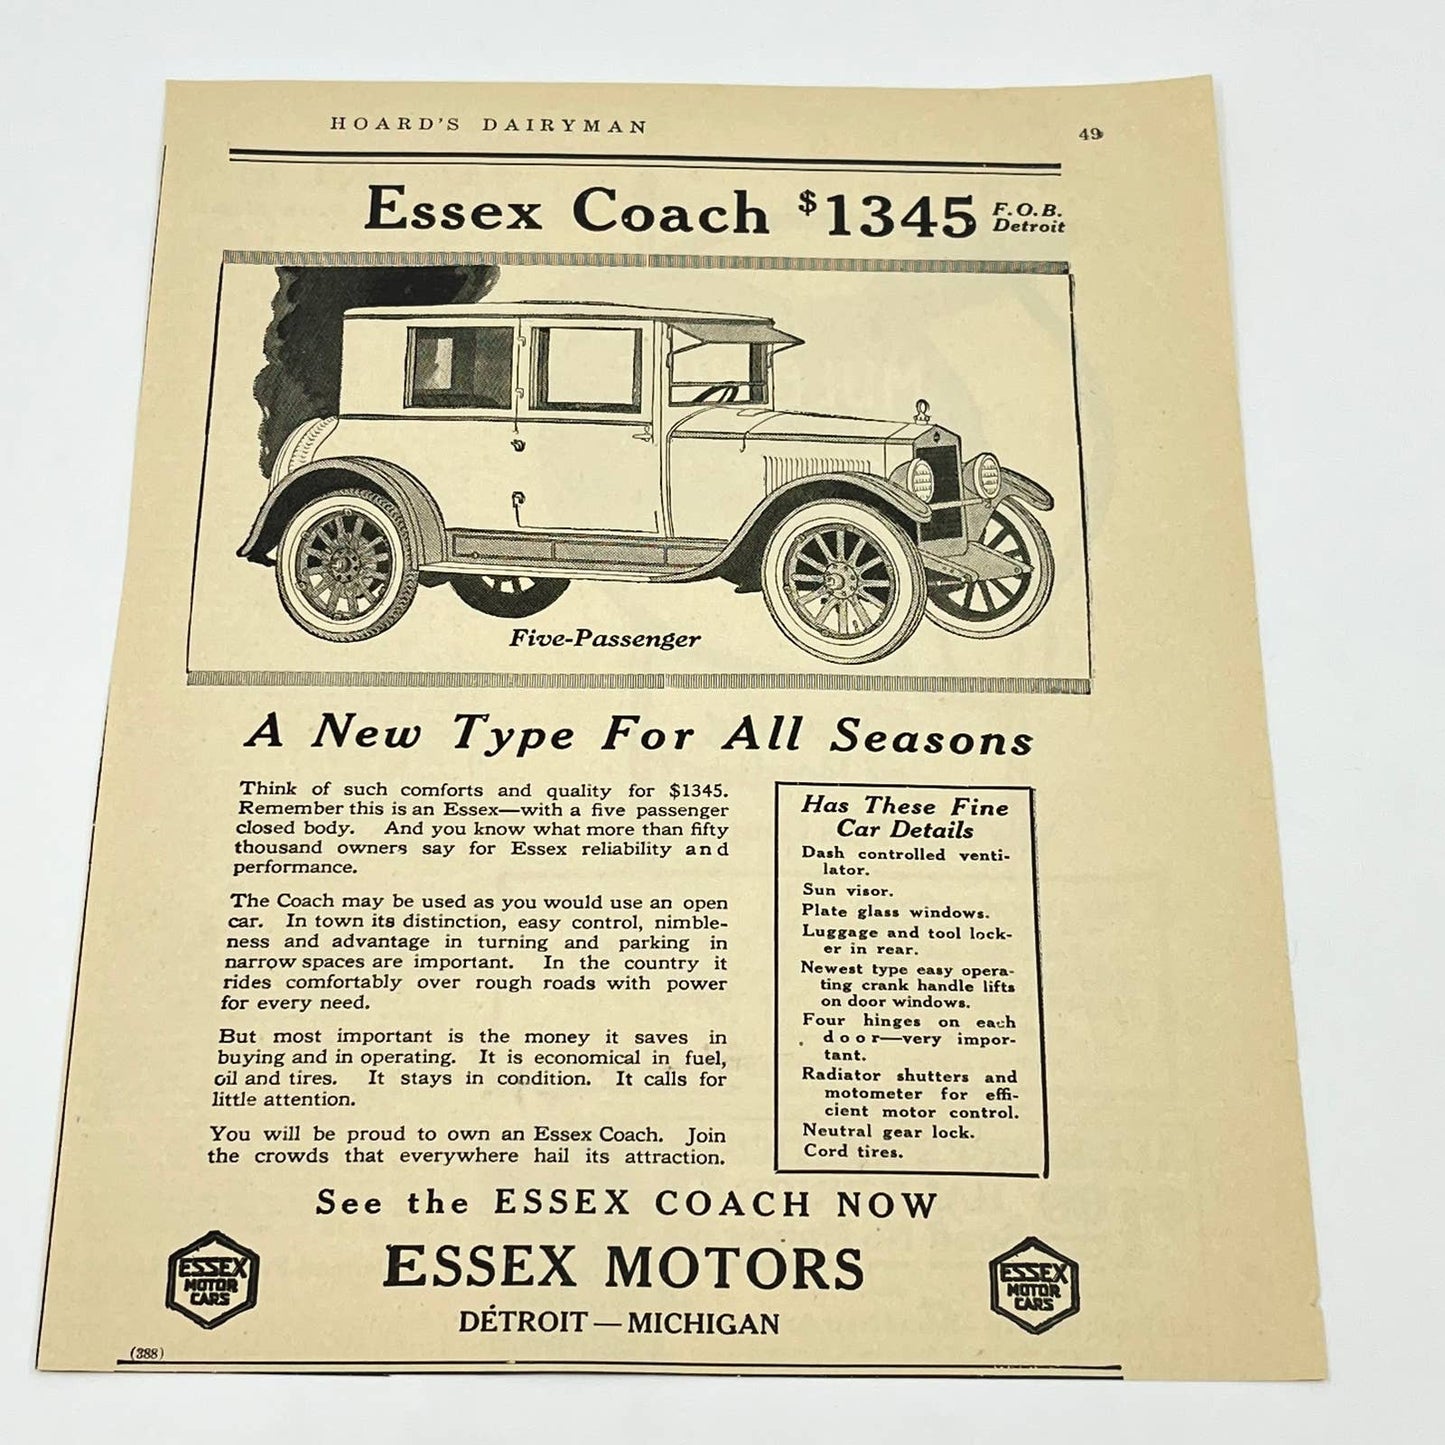 HOARD'S DAIRYMAN
49
Essex Coach $1345 F.O.B.
Detroit
Five-Passenger
A New Type For All Seasons
Think of such comforts and quality for $1345.
Remember this is an Essex—with a five passenger
closed body. And you know what more than fifty
thousand owners say for Essex reliability and
performance.
The Coach may be used as you would use an open
car. In town its distinction, easy control, nimble-
ness and advantage in turning and parking in
narrow spaces are important. In the country it
rides comfortably over rough roads with power
for every need.
But most important is the money it saves in
buying and in operating. It is economical in fuel,
oil and tires. It stays in condition. It calls for
little attention.
You will be proud to own an Essex Coach. Join
the crowds that everywhere hail its attraction.
Has These Fine
Car Details
Dash controlled venti-
lator.
Sun visor.
Plate glass windows.
Luggage and tool lock-
er in rear.
Newest type easy opera-
ting crank handle lifts
on door windows.
Four hinges on each
door—very impor-
tant.
Radiator shutters and
motometer for effi-
cient motor control.
Neutral gear lock.
Cord tires.
See the ESSEX COACH NOW
ESSEX
MOTOR
CARS
ESSEX MOTORS
DETROIT—MICHIGAN
ESSEX
MOTOR
CARS
(388)